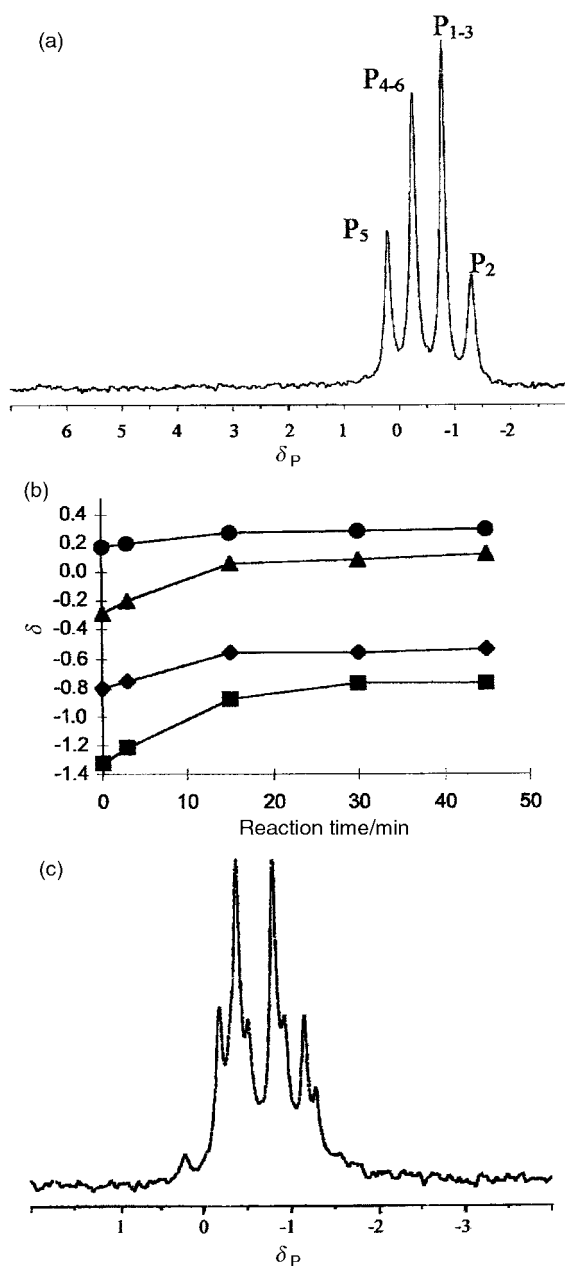 (a)
P₁₋₃
P₄₋₆
P₅
P₂
6 5 4 3 2 1 0 -1 -2
δP
(b)
0.4
0.2
0.0
-0.2
-0.4
-0.6
-0.8
-1.0
-1.2
-1.4
δ
0 10 20 30 40 50
Reaction time/min
(c)
1 0 -1 -2 -3
δP